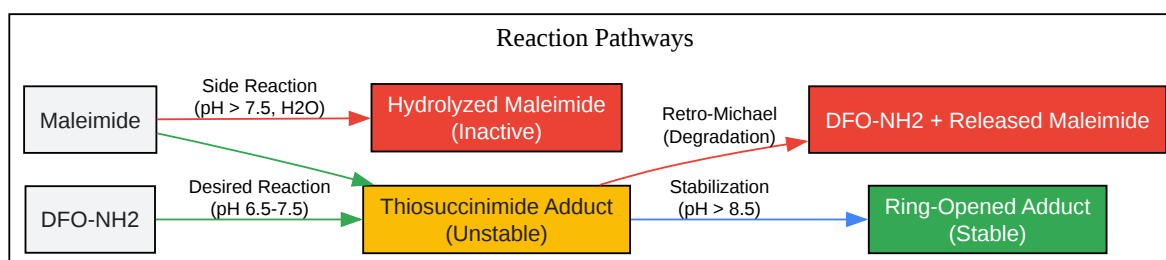 Reaction Pathways
Side Reaction
(pH > 7.5, H2O)
Maleimide
Hydrolyzed Maleimide
(Inactive)
Retro-Michael
(Degradation)
DFO-NH2 + Released Maleimide
DFO-NH2
Desired Reaction
(pH 6.5-7.5)
Thiosuccinimide Adduct
(Unstable)
Stabilization
(pH > 8.5)
Ring-Opened Adduct
(Stable)